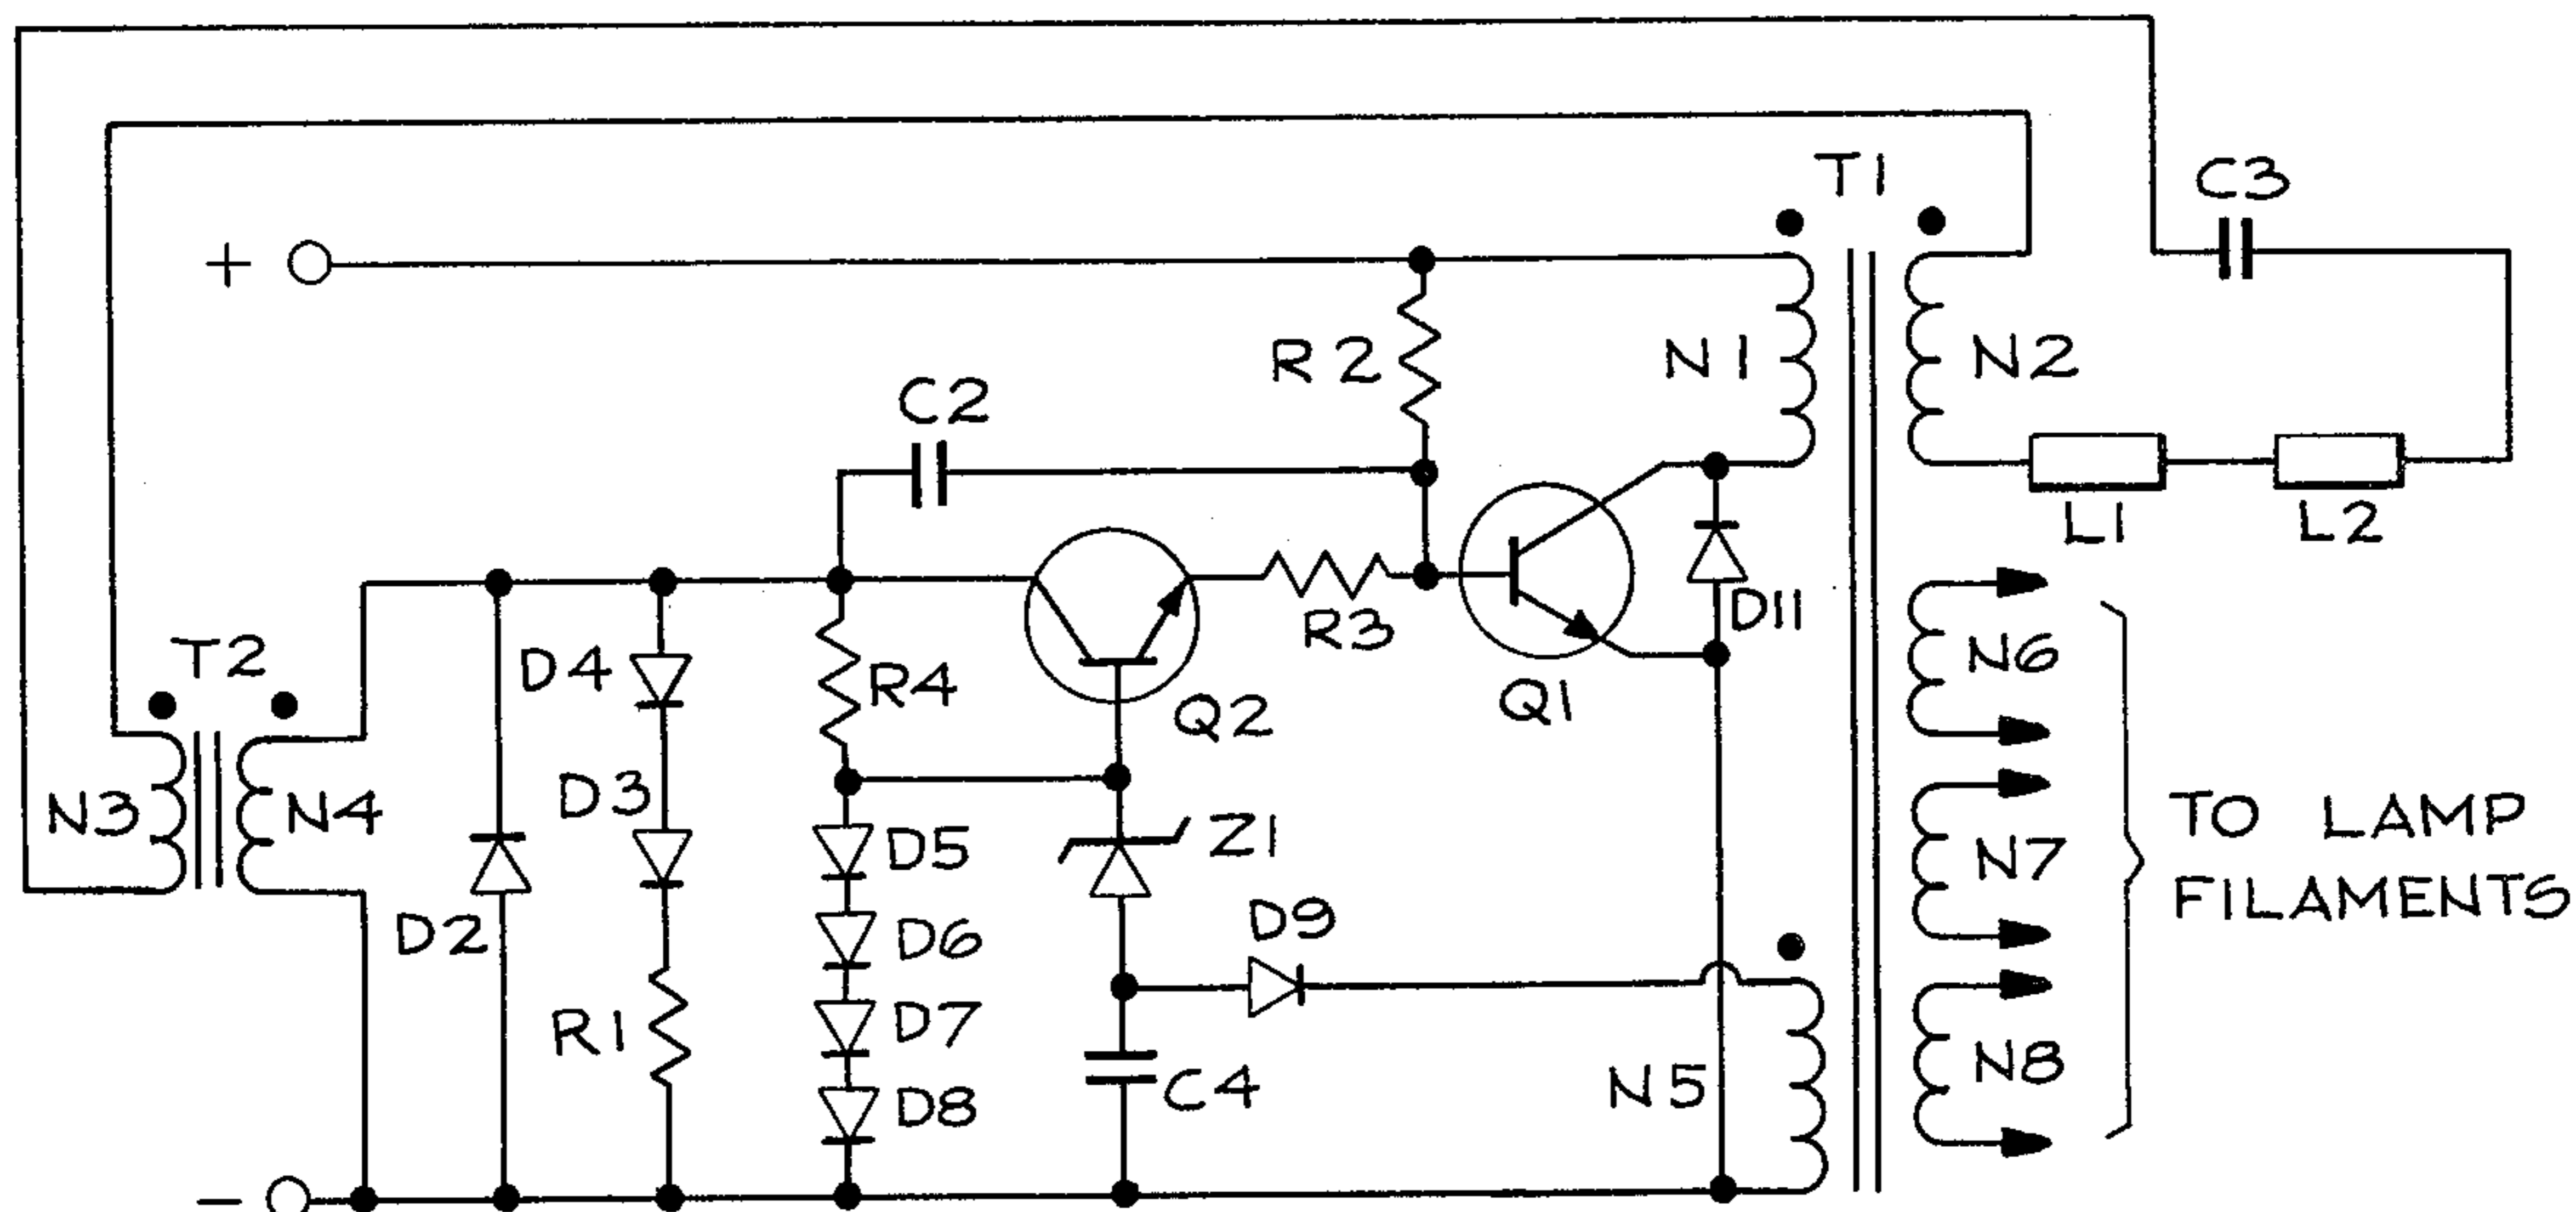 T1
C3
+
R2
N1
N2
C2
L1
L2
D11
R3
T2
D4
R4
Q2
Q1
N6
N3
N4
D3
D5
Z1
N7
TO LAMP
FILAMENTS
D2
D6
D9
R1
D7
C4
N5
N8
D8
−